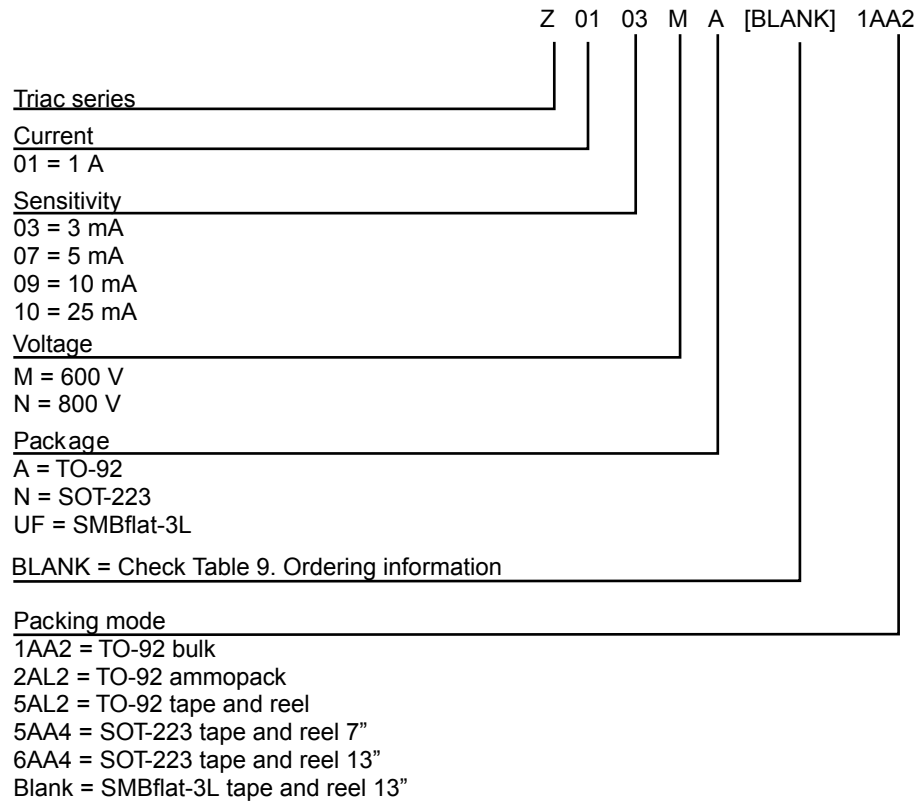 Z 01 03 M A [BLANK] 1AA2
Triac series
Current
01 = 1 A
Sensitivity
03 = 3 mA
07 = 5 mA
09 = 10 mA
10 = 25 mA
Voltage
M = 600 V
N = 800 V
Package
A = TO-92
N = SOT-223
UF = SMBflat-3L
BLANK = Check Table 9. Ordering information
Packing mode
1AA2 = TO-92 bulk
2AL2 = TO-92 ammopack
5AL2 = TO-92 tape and reel
5AA4 = SOT-223 tape and reel 7”
6AA4 = SOT-223 tape and reel 13”
Blank = SMBflat-3L tape and reel 13”